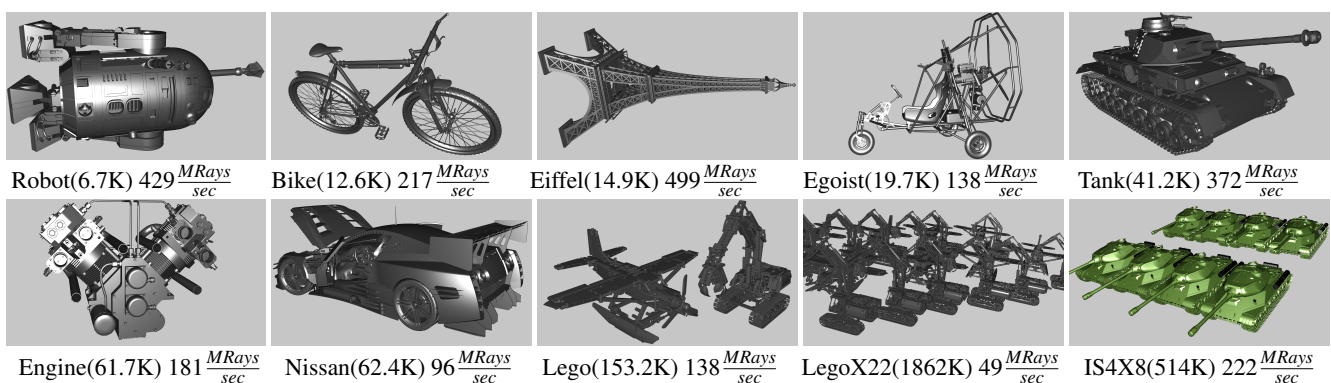 Robot(6.7K) 429 MRays/sec Bike(12.6K) 217 MRays/sec Eiffel(14.9K) 499 MRays/sec Egoist(19.7K) 138 MRays/sec Tank(41.2K) 372 MRays/sec
Engine(61.7K) 181 MRays/sec Nissan(62.4K) 96 MRays/sec Lego(153.2K) 138 MRays/sec LegoX22(1862K) 49 MRays/sec IS4X8(514K) 222 MRays/sec